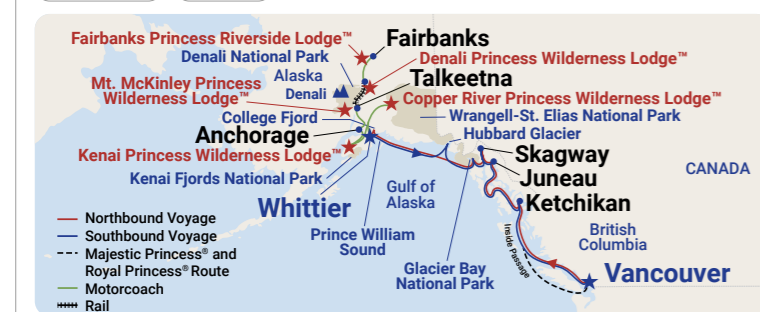 Fairbanks Princess Riverside Lodge™
Fairbanks
Denali National Park
Denali Princess Wilderness Lodge™
Alaska
Talkeetna
Mt. McKinley Princess
Wilderness Lodge™
Denali
Copper River Princess Wilderness Lodge™
College Fjord
Wrangell-St. Elias National Park
Anchorage
Hubbard Glacier
Kenai Princess Wilderness Lodge™
Skagway
CANADA
Kenai Fjords National Park
Juneau
Gulf of
Alaska
Whittier
Ketchikan
Northbound Voyage
Southbound Voyage
Majestic Princess® and
Royal Princess® Route
Motorcoach
Rail
Prince William
Sound
British
Columbia
Inside Passage
Glacier Bay
National Park
Vancouver